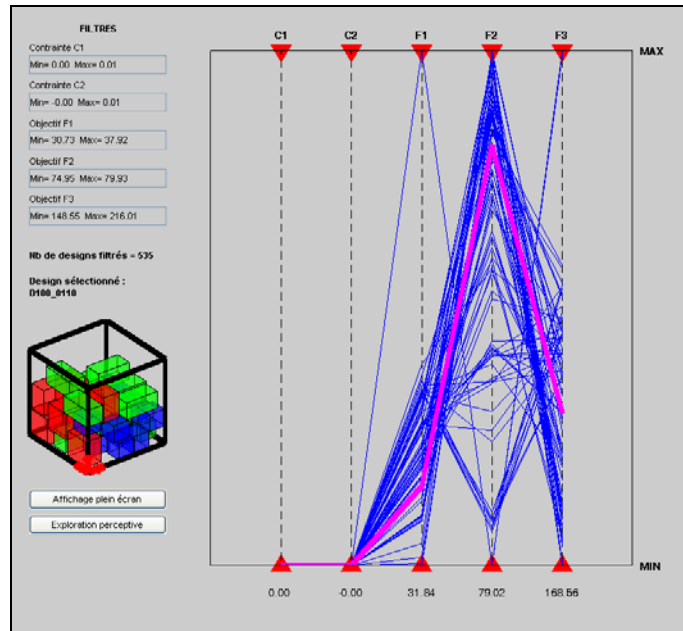 FILTRES
Contrainte C1
Min= 0.00 Max= 0.01
Contrainte C2
Min= -0.00 Max= 0.01
Objectif F1
Min= 30.73 Max= 37.92
Objectif F2
Min= 74.95 Max= 79.93
Objectif F3
Min= 148.55 Max= 216.01
Nb de designs filtrés = 535
Design sélectionné :
D100_0110
Affichage plein écran
Exploration perceptive
C1 C2 F1 F2 F3
MAX
MIN
0.00 -0.00 31.84 79.02 168.56